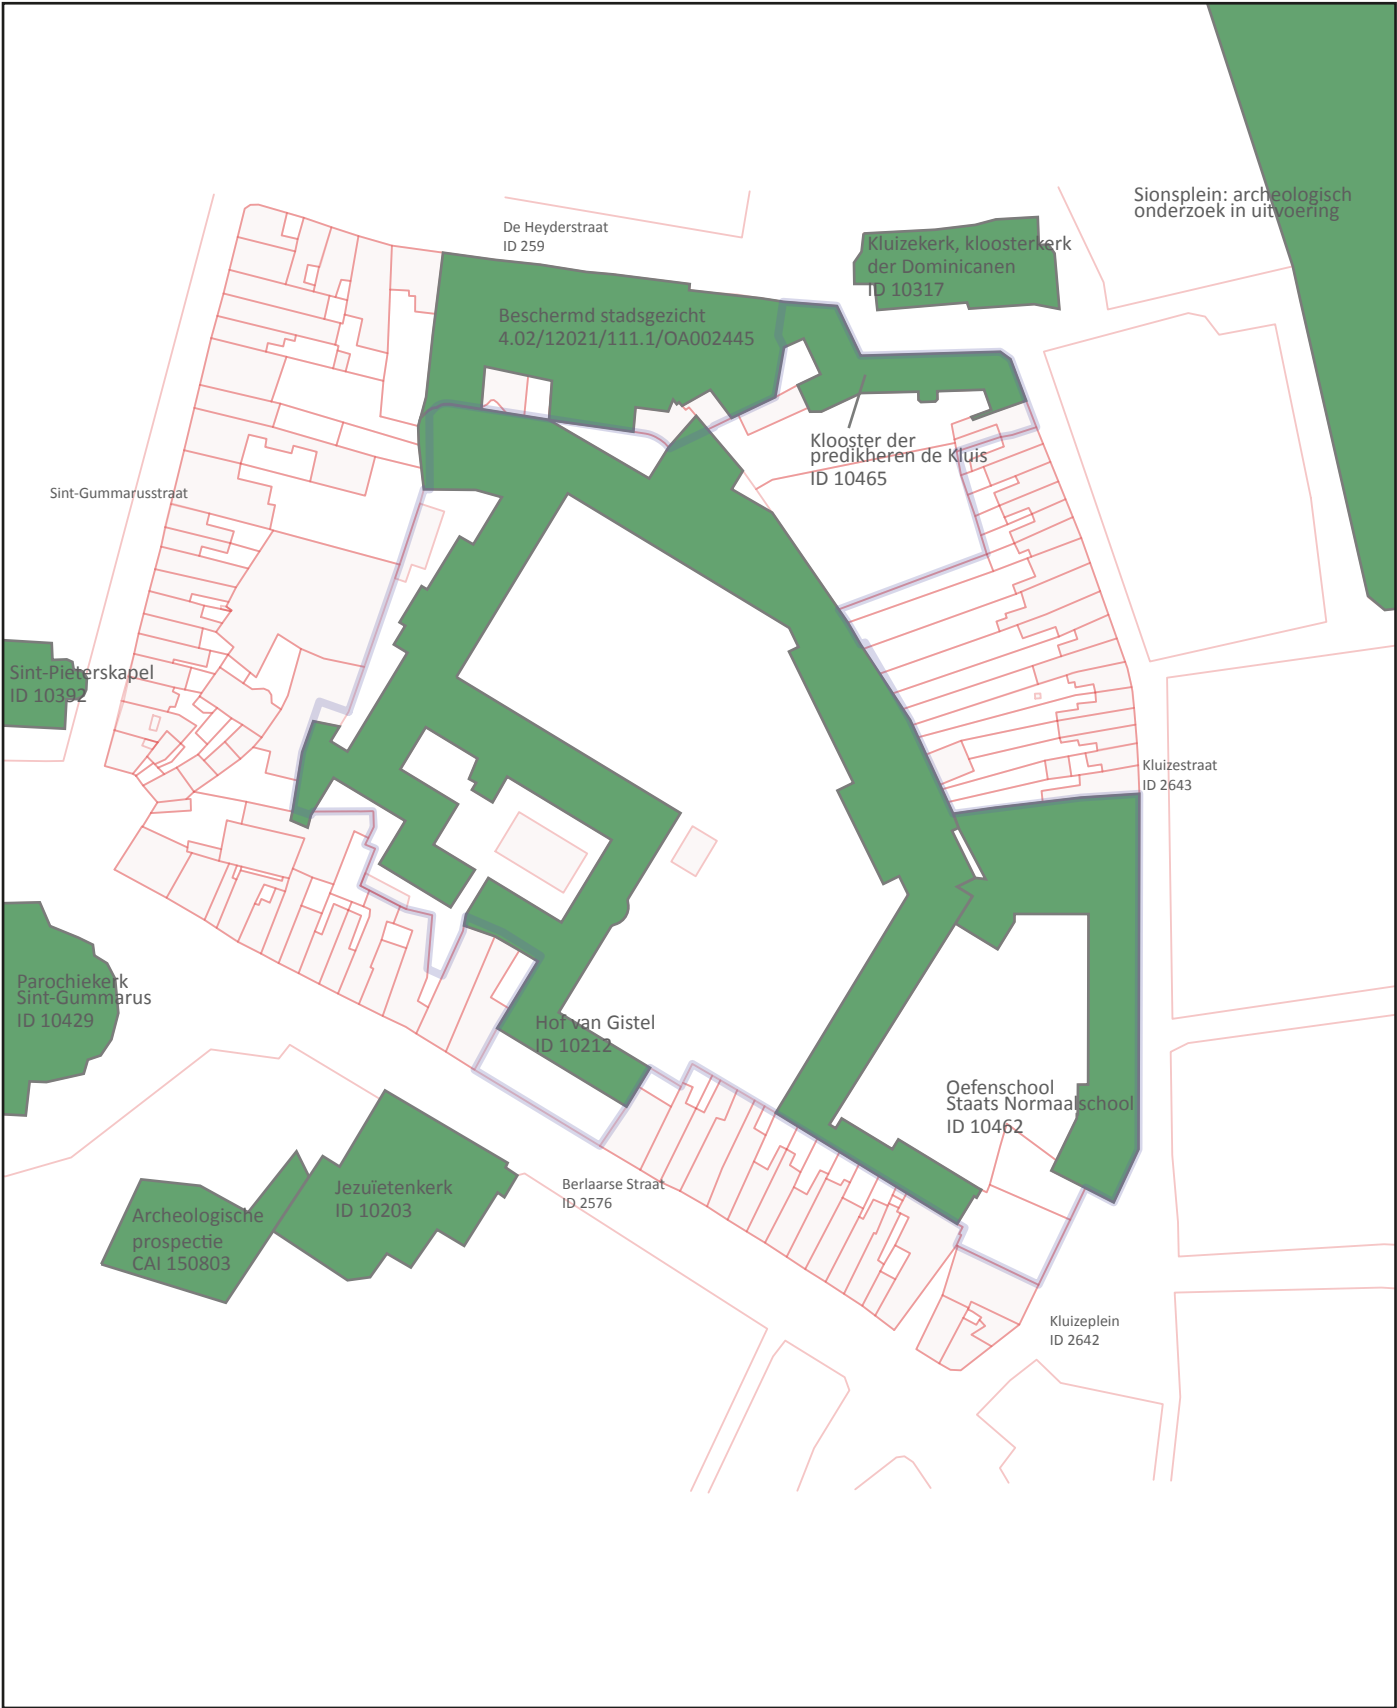 Sionsplein: archeologisch
onderzoek in uitvoering
De Heyderstraat
ID 259
Kluizekerk, kloosterkerk
der Dominicanen
ID 10317
Beschermd stadsgezicht
4.02/12021/111.1/OA002445
Klooster der
predikheren de Kluis
ID 10465
Sint-Gummarusstraat
Sint-Pieterskapel
ID 10392
Kluizestraat
ID 2643
Parochiekerk
Sint-Gummarus
ID 10429
Hof van Gistel
ID 10212
Oefenschool
Staats Normaalschool
ID 10462
Jezuïetenkerk
ID 10203
Berlaarse Straat
ID 2576
Archeologische
prospectie
CAI 150803
Kluizeplein
ID 2642